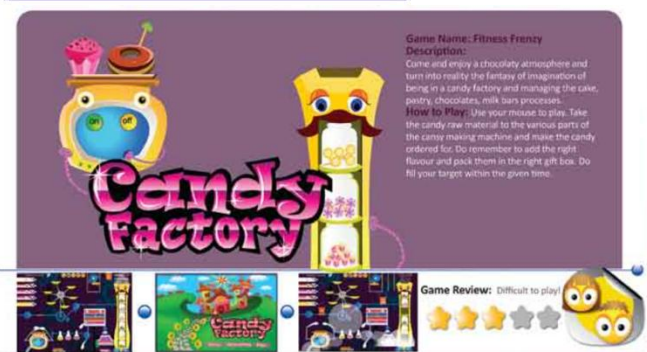 Game Name: Fitness Frenzy
Description:
Come and enjoy a chocolaty atmosphere and
turn into reality the fantasy of imagination of
being in a candy factory and managing the cake,
pastry, chocolates, milk bars processes.
How to Play: Use your mouse to play. Take
the candy raw material to the various parts of
the cansy making machine and make the candy
ordered for. Do remember to add the right
flavour and pack them in the right gift box. Do
fill your target within the given time.
on
off
Candy
Factory
Candy
Factory
Game Review: Difficult to play!